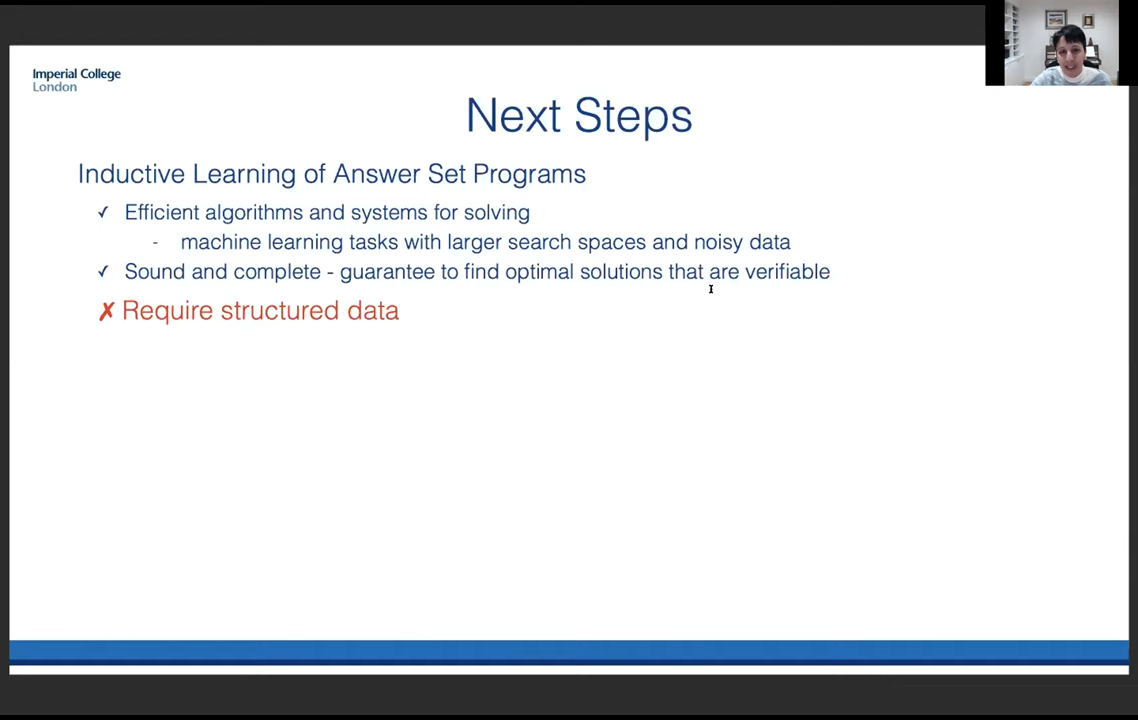 Imperial College
London
Next Steps
Inductive Learning of Answer Set Programs
✓ Efficient algorithms and systems for solving
- machine learning tasks with larger search spaces and noisy data
✓ Sound and complete - guarantee to find optimal solutions that are verifiable
✗ Require structured data